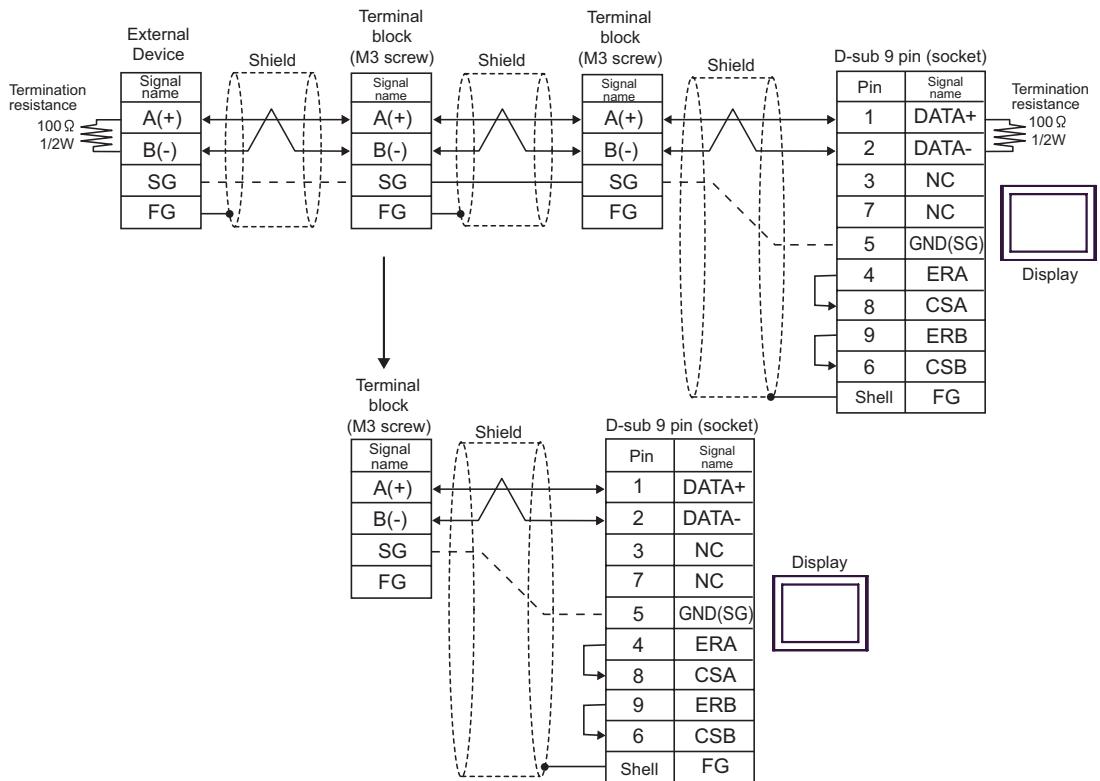 External
Device
Shield
Terminal
block
(M3 screw)
Shield
Terminal
block
(M3 screw)
Shield
D-sub 9 pin (socket)
Termination
resistance
100 Ω
1/2W
Signal
name
A(+)
B(-)
SG
FG
Signal
name
A(+)
B(-)
SG
FG
Signal
name
A(+)
B(-)
SG
FG
Pin
Signal
name
1 DATA+
2 DATA-
3 NC
7 NC
5 GND(SG)
4 ERA
8 CSA
9 ERB
6 CSB
Shell FG
Termination
resistance
100 Ω
1/2W
Display
Terminal
block
(M3 screw)
Shield
D-sub 9 pin (socket)
Signal
name
A(+)
B(-)
SG
FG
Pin
Signal
name
1 DATA+
2 DATA-
3 NC
7 NC
5 GND(SG)
4 ERA
8 CSA
9 ERB
6 CSB
Shell FG
Display